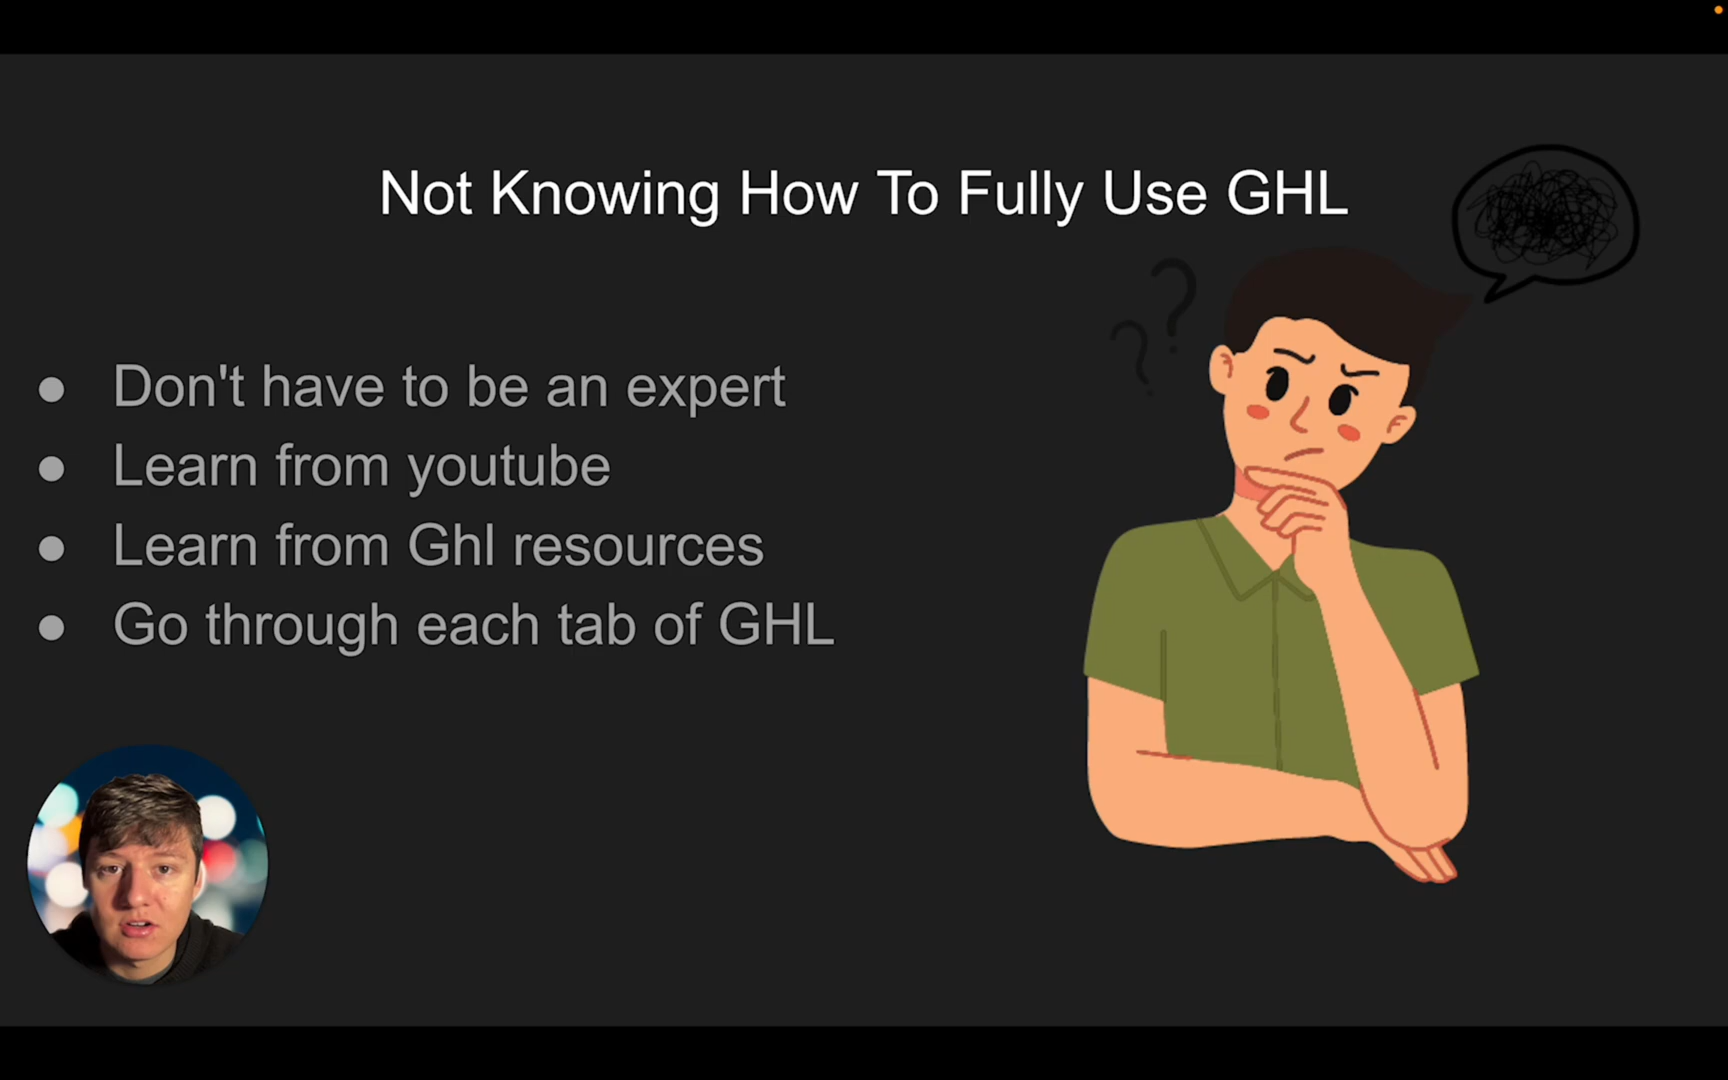 Not Knowing How To Fully Use GHL
? ?
● Don't have to be an expert
● Learn from youtube
● Learn from Ghl resources
● Go through each tab of GHL